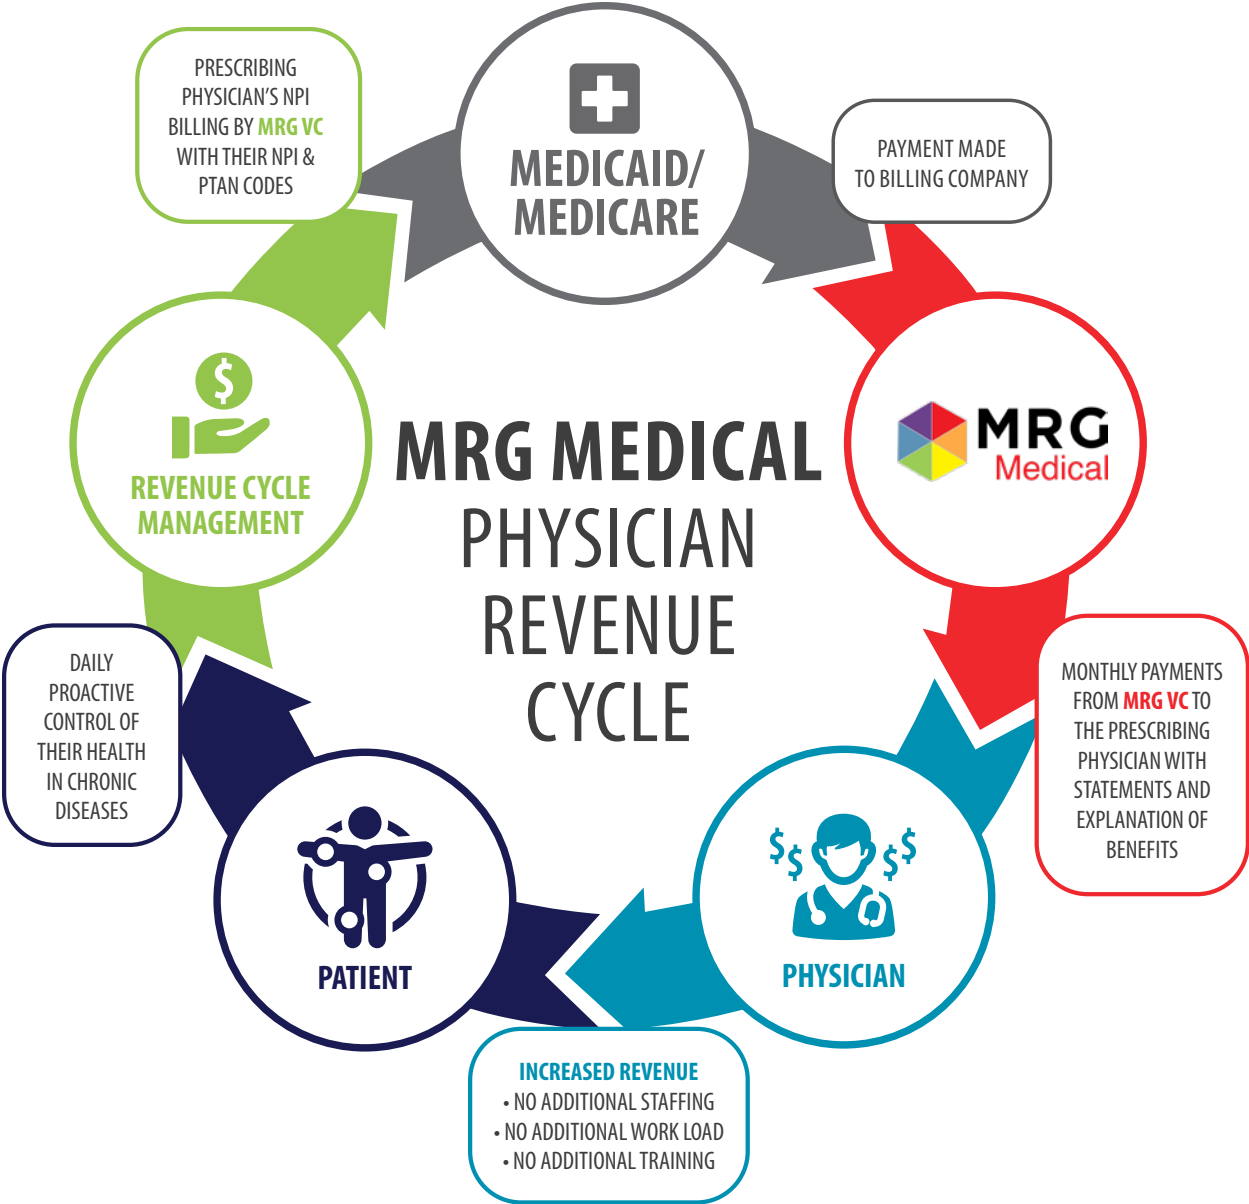 PRESCRIBING
PHYSICIAN'S NPI
BILLING BY MRG VC
WITH THEIR NPI &
PTAN CODES
MEDICAID/
MEDICARE
PAYMENT MADE
TO BILLING COMPANY
$
REVENUE CYCLE
MANAGEMENT
MRG MEDICAL
PHYSICIAN
REVENUE
CYCLE
MRG
Medical
DAILY
PROACTIVE
CONTROL OF
THEIR HEALTH
IN CHRONIC
DISEASES
MONTHLY PAYMENTS
FROM MRG VC TO
THE PRESCRIBING
PHYSICIAN WITH
STATEMENTS AND
EXPLANATION OF
BENEFITS
PATIENT
$$ $$
PHYSICIAN
INCREASED REVENUE
• NO ADDITIONAL STAFFING
• NO ADDITIONAL WORK LOAD
• NO ADDITIONAL TRAINING